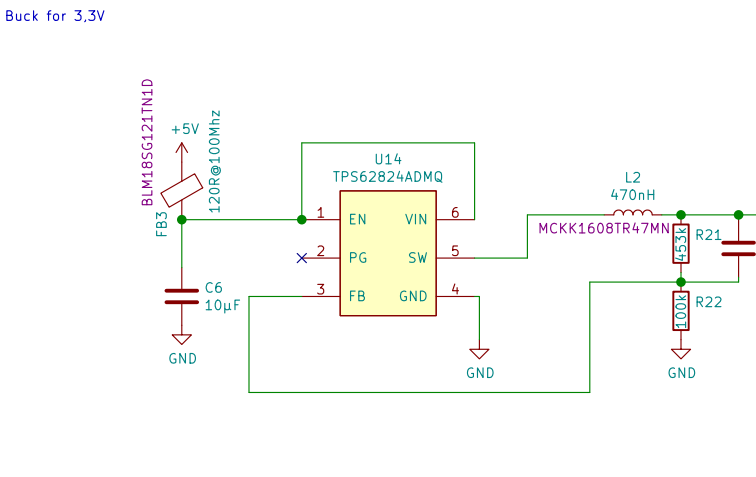 Buck for 3,3V
BLM18SG121TN1D
+5V
120R@100Mhz
FB3
U14
TPS62824ADMQ
1 EN VIN 6
2 PG SW 5
3 FB GND 4
C6
10µF
GND
GND
L2
470nH
MCKK1608TR47MN
453k
R21
100k
R22
GND